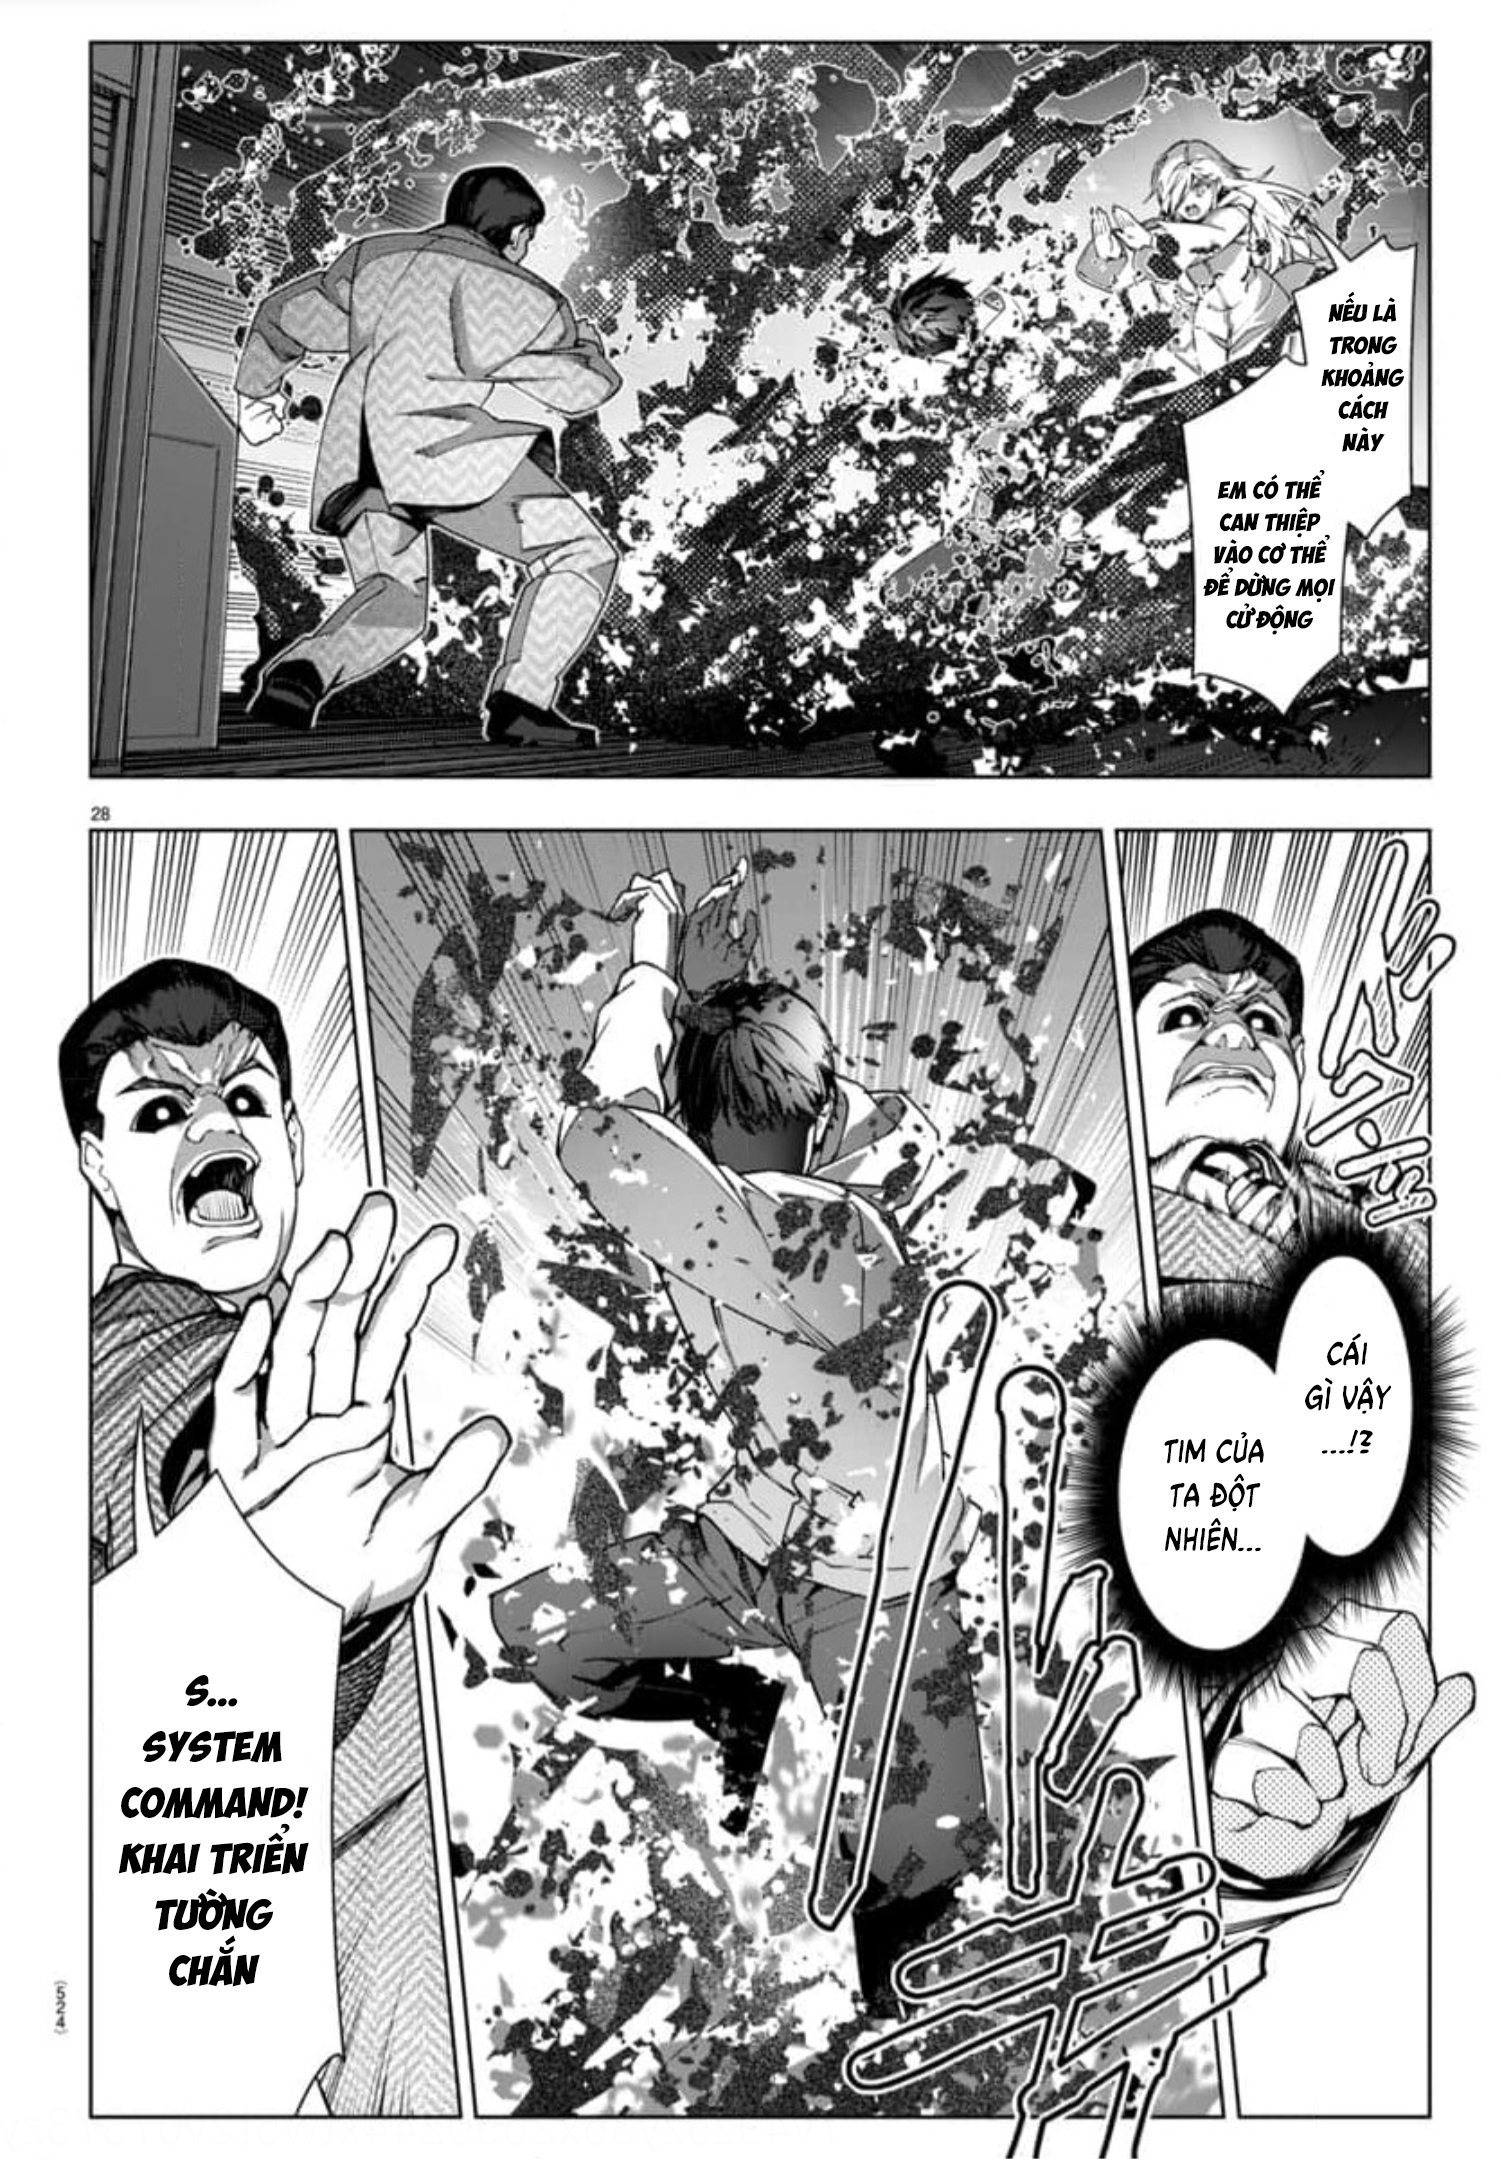 NẾU LÀ
TRONG
KHOẢNG
CÁCH
NÀY
EM CÓ THỂ
CAN THIỆP
VÀO CƠ THỂ
ĐỂ DỪNG MỌI
CỬ ĐỘNG
28
CÁI
GÌ VẬY
....!?
TIM CỦA
TA ĐỘT
NHIÊN...
S...
SYSTEM
COMMAND!
KHAI TRIỂN
TƯỜNG
CHẮN
(524)